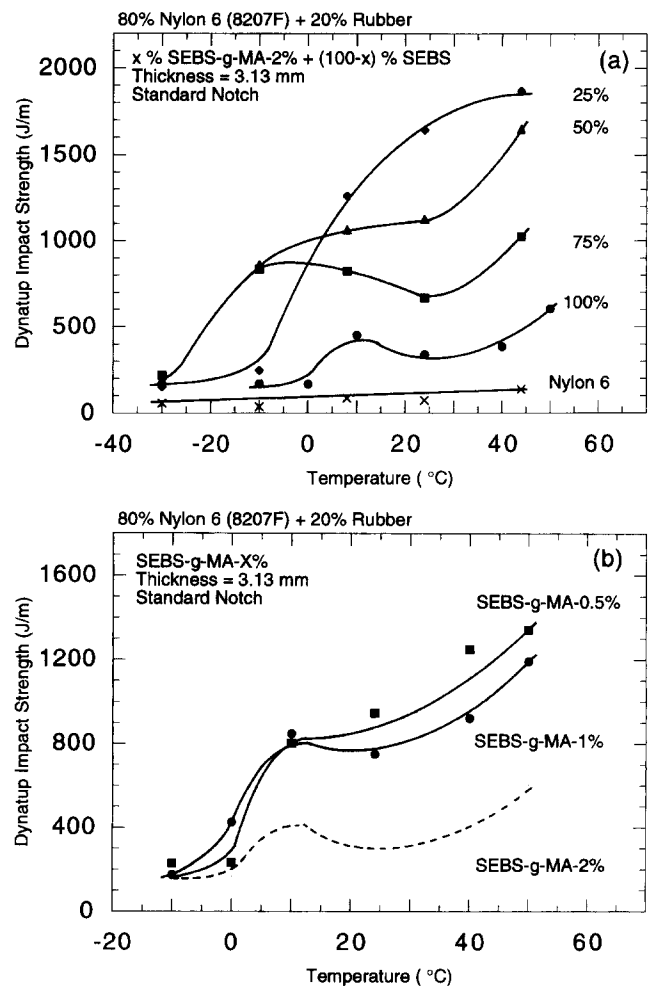 80% Nylon 6 (8207F) + 20% Rubber
x % SEBS-g-MA-2% + (100-x) % SEBS
(a)
Thickness = 3.13 mm
Standard Notch
2000
1500
1000
500
0
Dynatup Impact Strength (J/m)
25%
50%
75%
100%
Nylon 6
-40 -20 0 20 40 60
Temperature ( °C)
80% Nylon 6 (8207F) + 20% Rubber
SEBS-g-MA-X%
(b)
Thickness = 3.13 mm
Standard Notch
1600
1200
800
400
0
Dynatup Impact Strength (J/m)
SEBS-g-MA-0.5%
SEBS-g-MA-1%
SEBS-g-MA-2%
-20 0 20 40 60
Temperature ( °C)